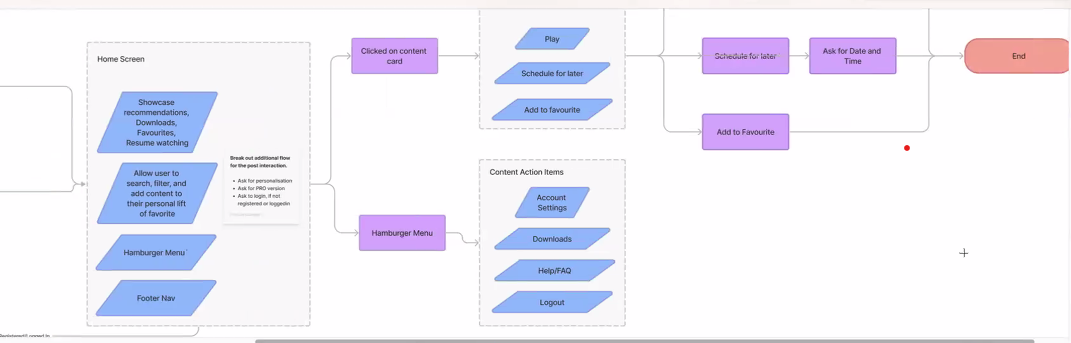 Home Screen
Showcase
recommendations,
Downloads,
Favourites,
Resume watching
Allow user to
search, filter, and
add content to
their personal lift
of favorite
Hamburger Menu`
Footer Nav
Break out additional flow
for the post interaction.
• Ask for personalisation
• Ask for PRO version
• Ask to login, if not
registered or loggedin
Clicked on content
card
Hamburger Menu
Play
Schedule for later
Add to favourite
Content Action Items
Account
Settings
Downloads
Help/FAQ
Logout
Schedule for later
Ask for Date and
Time
Add to Favourite
End